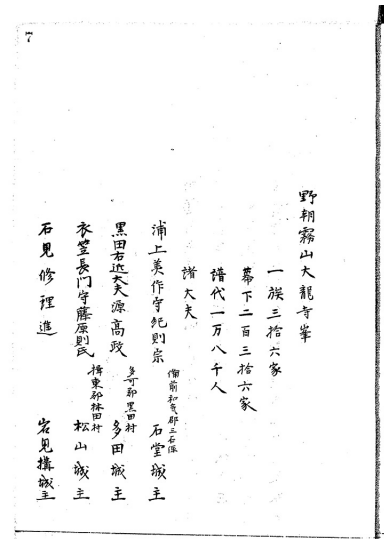 7
野朝霧山大龍寺峯
一族三拾六家
幕下二百三拾六家
譜代一万八千人
諸大夫
浦上美作守紀則宗
備前和気郡三石保
石堂城主
黒田右近大夫源高政
多可郡黒田村
多田城主
衣笠長門守藤原則氏
揖東郡林田村
松山城主
石見修理進
岩見搆城主